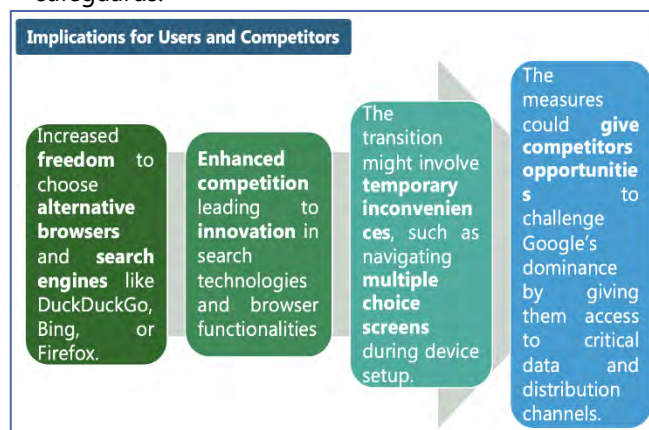 Implications for Users and Competitors
Increased
freedom to
choose
alternative
browsers
and search
engines like
DuckDuckGo,
Bing, or
Firefox.
Enhanced
competition
leading to
innovation in
search
technologies
and browser
functionalities
The
transition
might involve
temporary
inconvenien
ces, such as
navigating
multiple
choice
screens
during device
setup.
The
measures
could give
competitors
opportunitie
s to
challenge
Google's
dominance
by giving
them access
to critical
data and
distribution
channels.